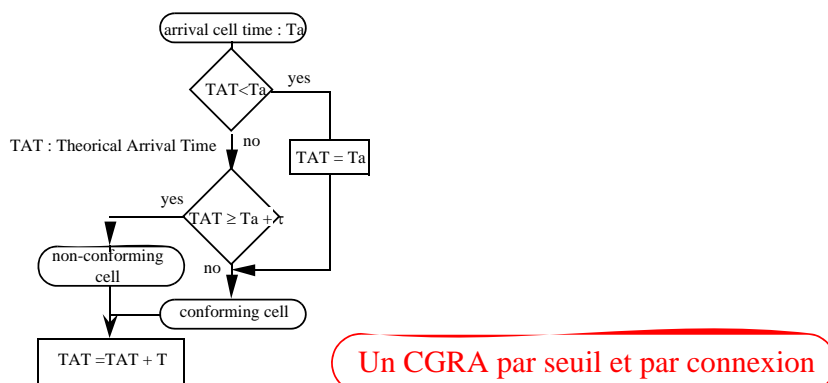 arrival cell time : Ta
TAT<Ta
yes
TAT : Theorical Arrival Time
no
TAT = Ta
yes
TAT ≥ Ta + τ
non-conforming
cell
no
conforming cell
TAT =TAT + T
Un CGRA par seuil et par connexion